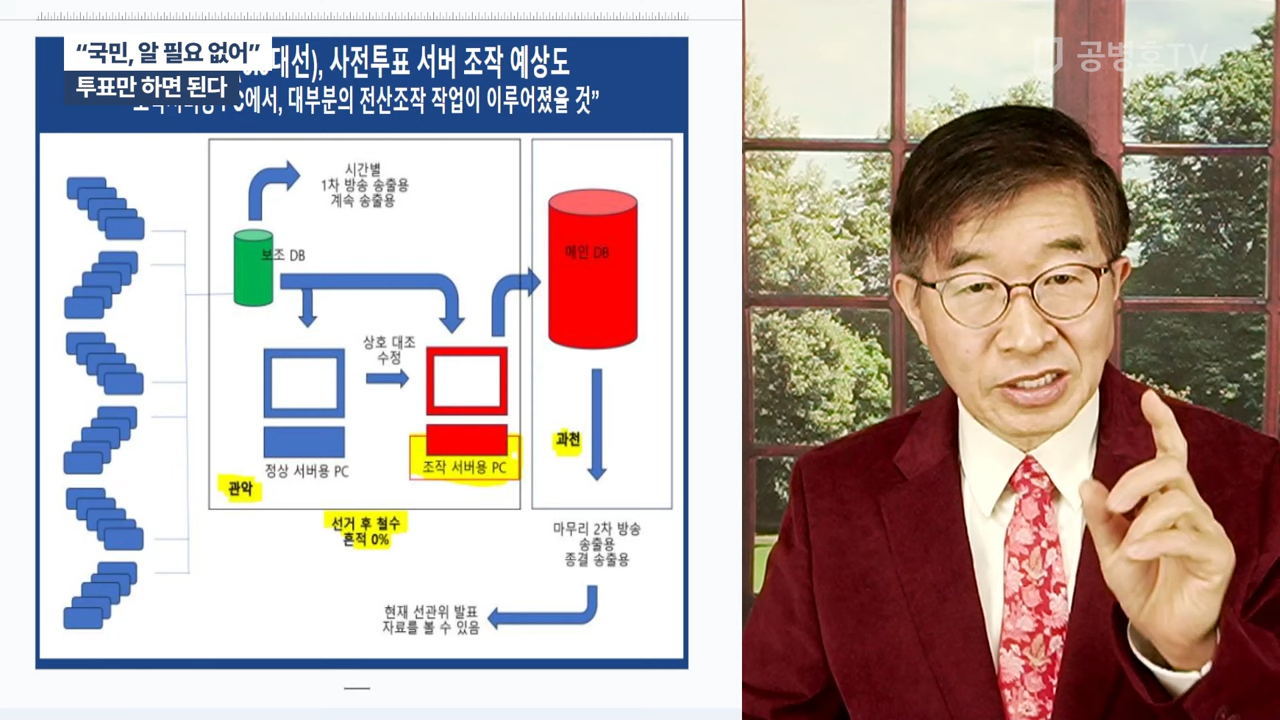 “국민, 알 필요 없어”
투표만 하면 된다
대선), 사전투표 서버 조작 예상도
에서, 대부분의 전산조작 작업이 이루어졌을 것”
공병호TV
시간별
1차 방송 송출용
계속 송출용
보조 DB
메인 DB
상호 대조
수정
정상 서버용 PC
조작 서버용 PC
관악
과천
선거 후 철수
흔적 0%
마무리 2차 방송
송출용
종결 송출용
현재 선관위 발표
자료를 볼 수 있음